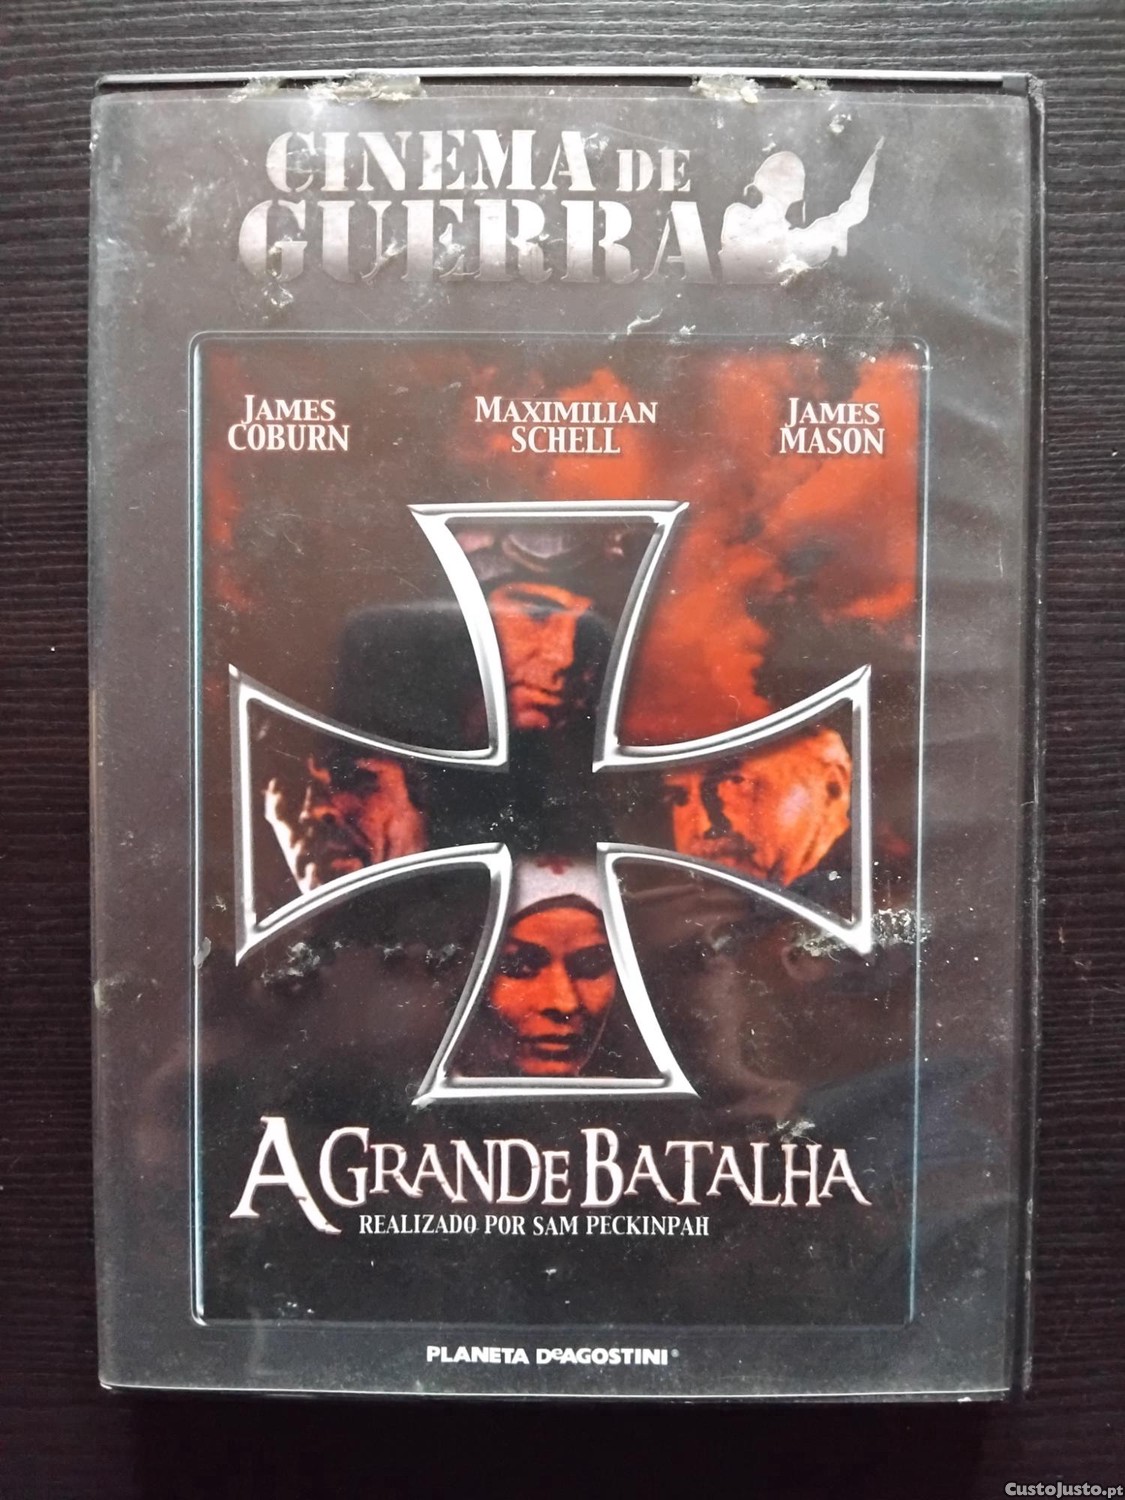 CINEMA DE
GUERRA
JAMES
COBURN
MAXIMILIAN
SCHELL
JAMES
MASON
A GRANDE BATALHA
REALIZADO POR SAM PECKINPAH
PLANETA DeAGOSTINI®
CustoJusto.pt